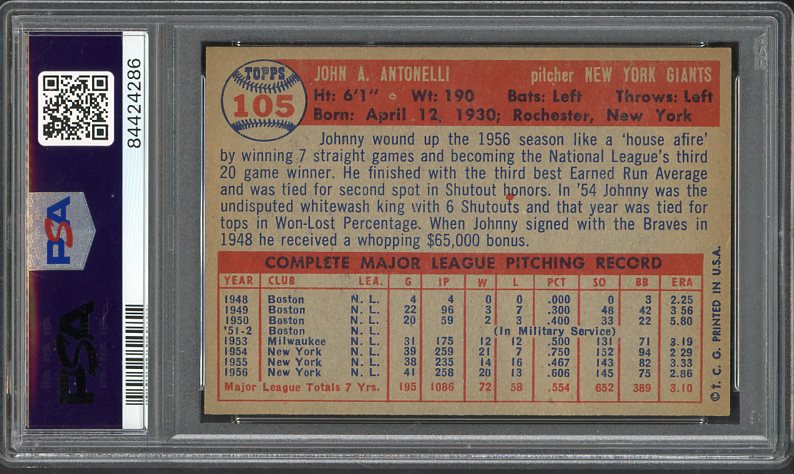 84424286
PSA
PSA
TOPPS
105
JOHN A. ANTONELLI pitcher NEW YORK GIANTS
Ht: 6'1" Wt: 190 Bats: Left Throws: Left
Born: April 12, 1930; Rochester, New York
Johnny wound up the 1956 season like a 'house afire'
by winning 7 straight games and becoming the National League's third
20 game winner. He finished with the third best Earned Run Average
and was tied for second spot in Shutout honors. In '54 Johnny was the
undisputed whitewash king with 6 Shutouts and that year was tied for
tops in Won-Lost Percentage. When Johnny signed with the Braves in
1948 he received a whopping $65,000 bonus.
COMPLETE MAJOR LEAGUE PITCHING RECORD
YEAR CLUB LEA. G IP W L PCT SO BB ERA
1948 Boston N. L. 4 4 0 0 .000 0 3 2.25
1949 Boston N. L. 22 96 3 7 .300 48 42 3.56
1950 Boston N. L. 20 59 2 3 .400 33 22 5.80
'51-2 Boston N. L. (In Military Service)
1953 Milwaukee N. L. 31 175 12 12 .500 131 71 3.19
1954 New York N. L. 39 259 21 7 .750 152 94 2.29
1955 New York N. L. 38 235 14 16 .467 143 82 3.33
1956 New York N. L. 41 258 20 13 .606 145 75 2.86
Major League Totals 7 Yrs. 195 1086 72 58 .554 652 389 3.10
© T. C. G. PRINTED IN U.S.A.